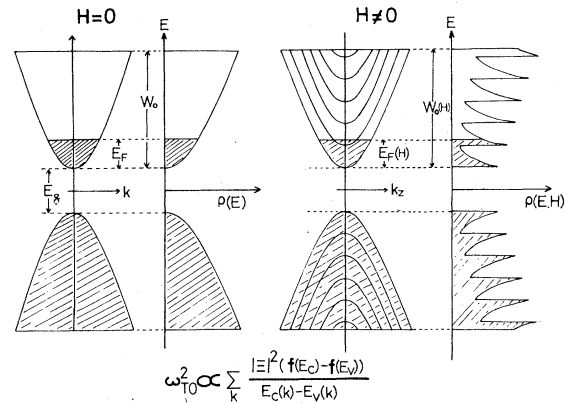 H=0
E
H≠0
E
W₀
W₀(H)
E_F
E_F(H)
E_g
k
ρ(E)
k_z
ρ(E,H)
ω²_TO ∝ Σ_k |Ξ|²(f(E_C)-f(E_V)) / E_C(k)-E_V(k)